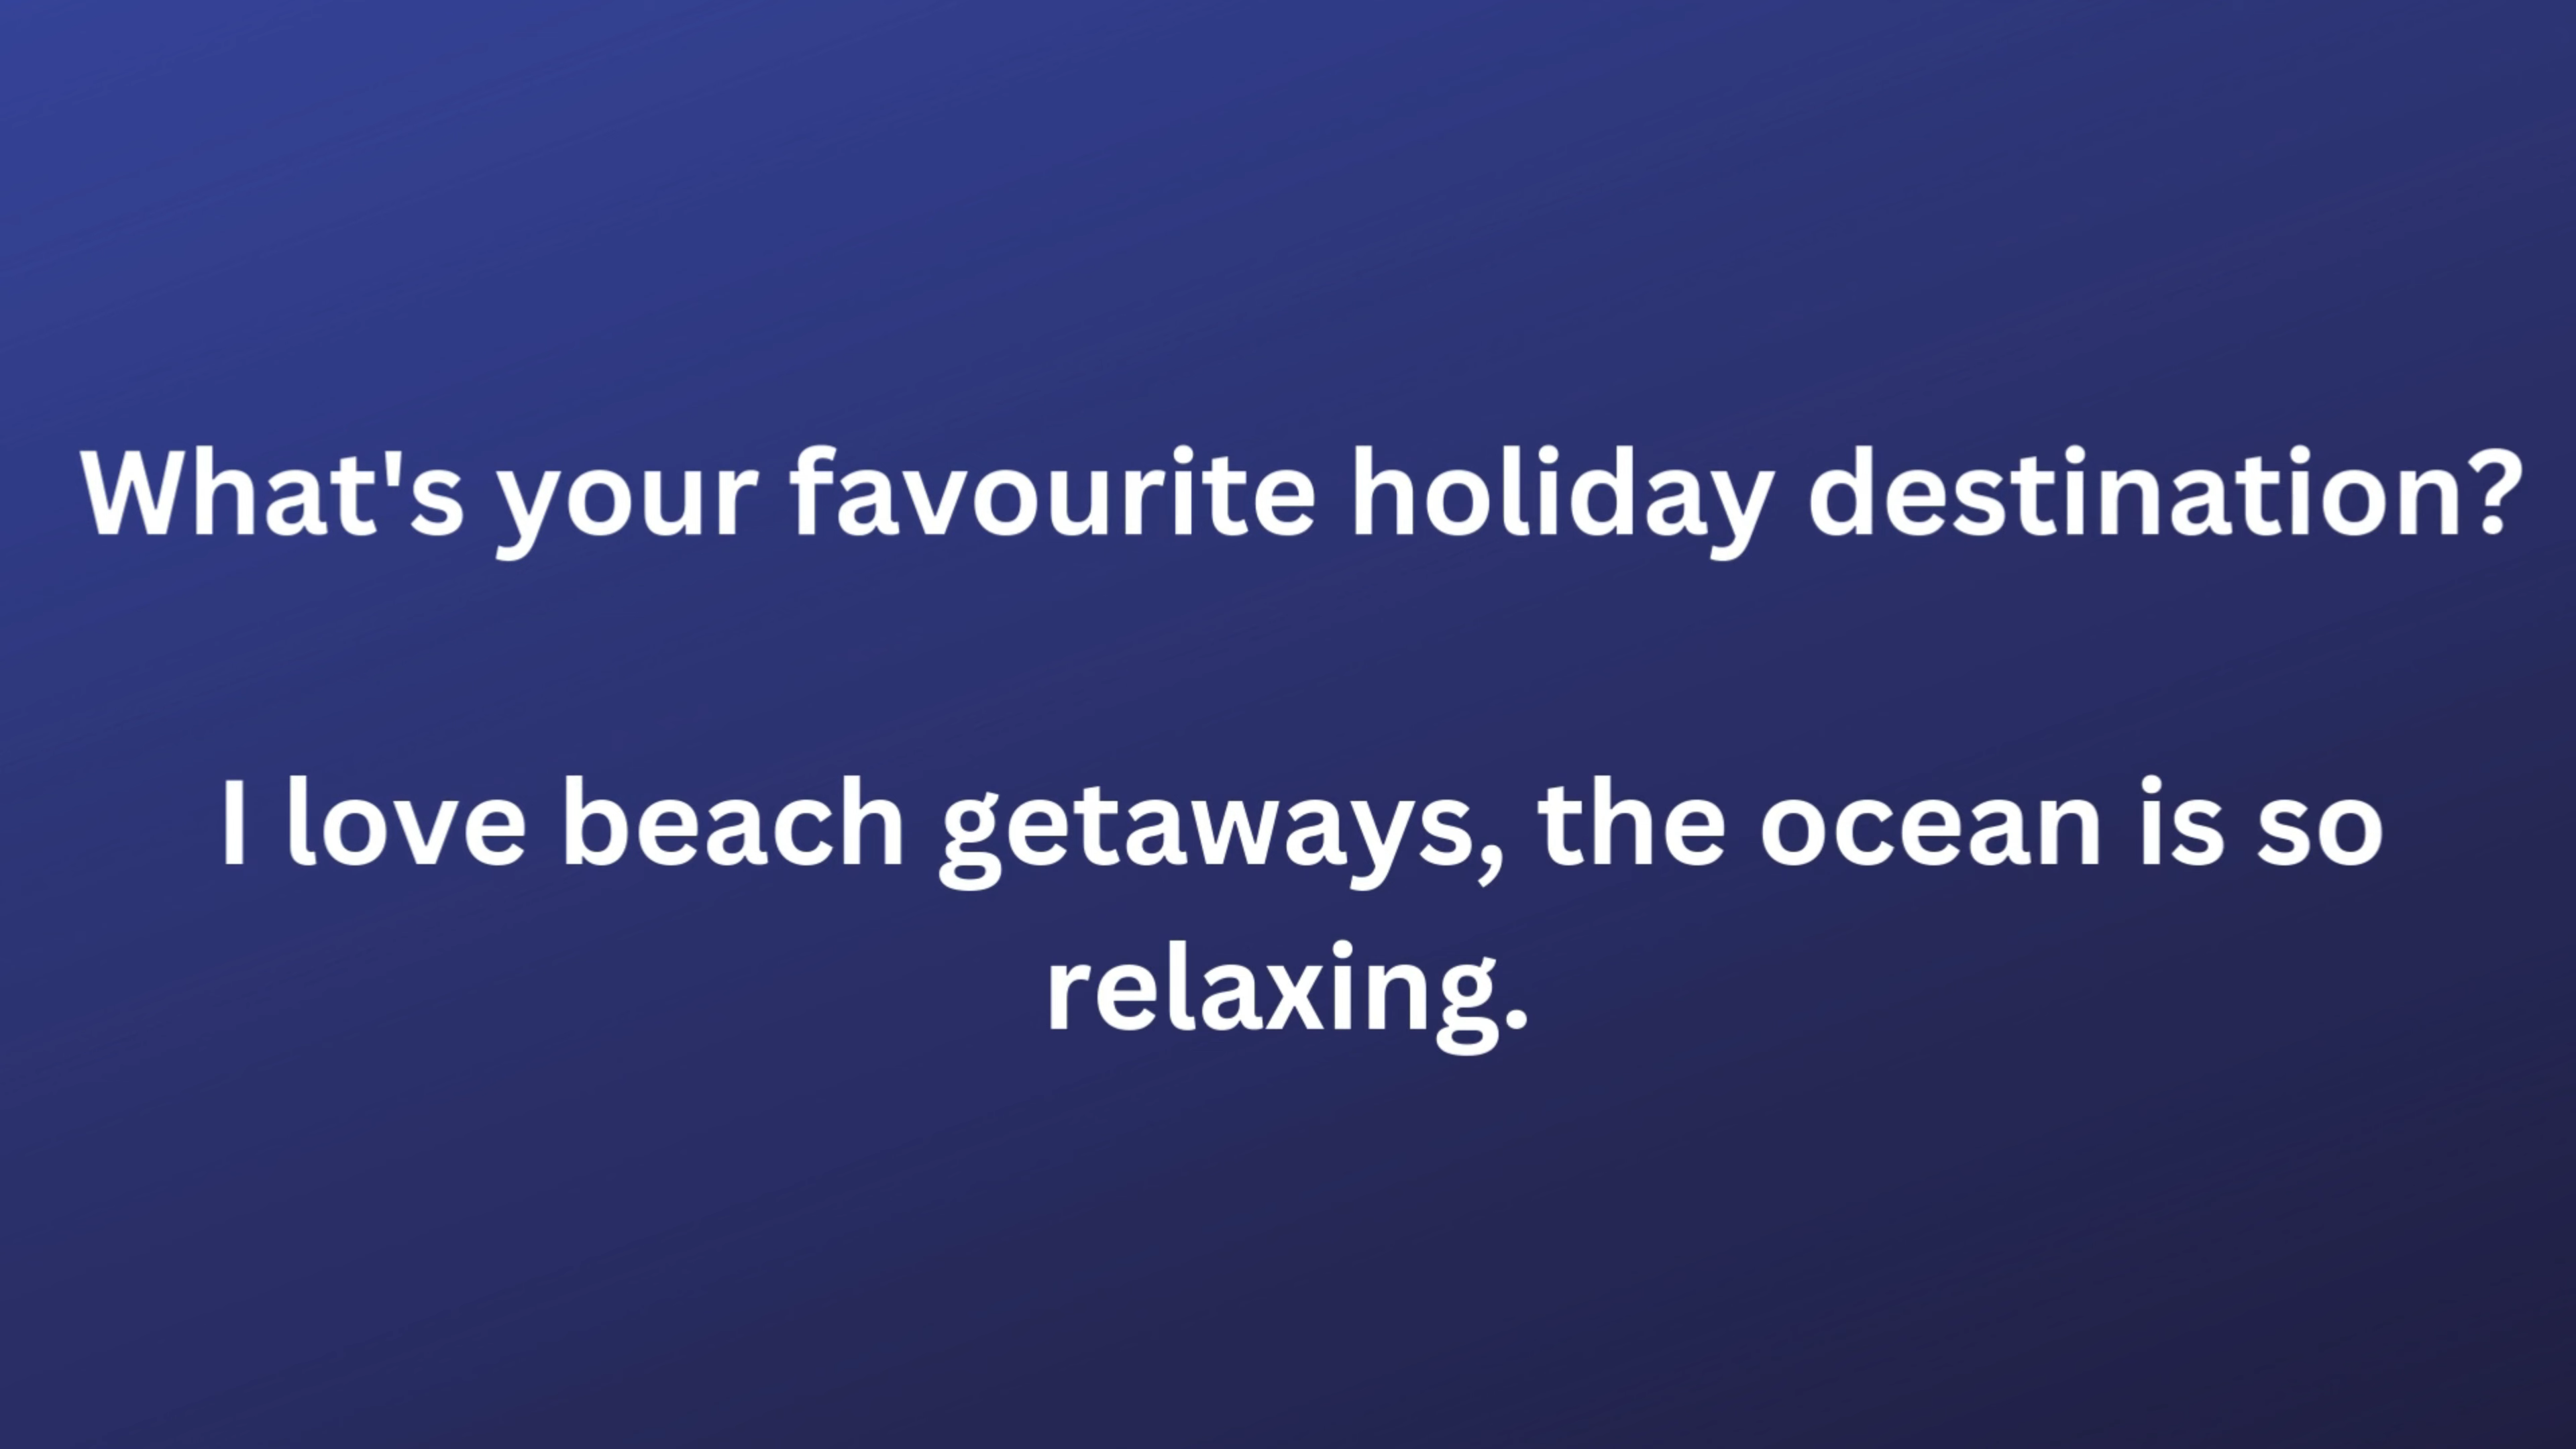 What's your favourite holiday destination?
I love beach getaways, the ocean is so
relaxing.